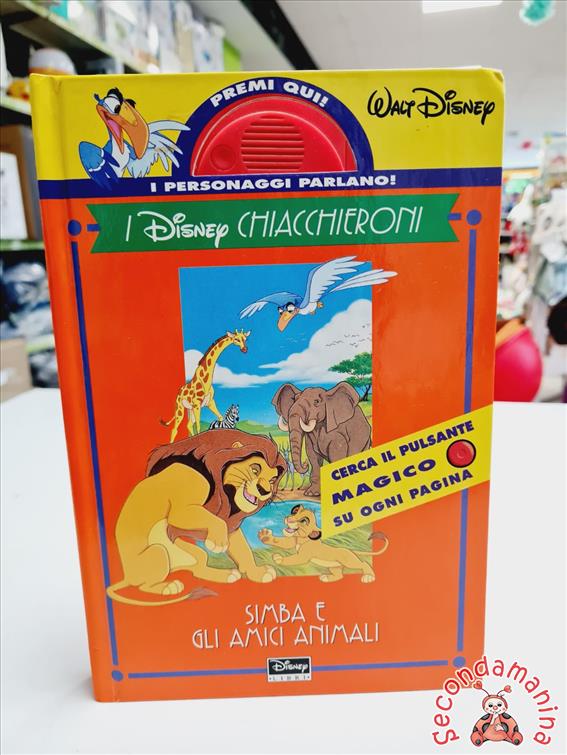 PREMI QUI!
WALT DISNEY
I PERSONAGGI PARLANO!
I DISNEY CHIACCHIERONI
CERCA IL PULSANTE
MAGICO
SU OGNI PAGINA
SIMBA E
GLI AMICI ANIMALI
DISNEY
LIBRI
Secondamanina